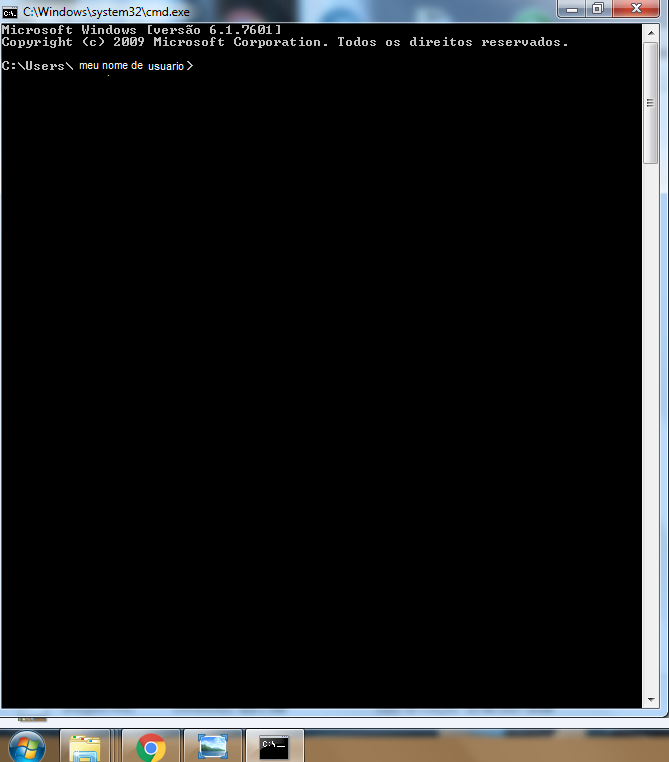 C:\Windows\system32\cmd.exe
Microsoft Windows [versão 6.1.7601]
Copyright (c) 2009 Microsoft Corporation. Todos os direitos reservados.
C:\Users\ meu nome de usuario>
C:\_